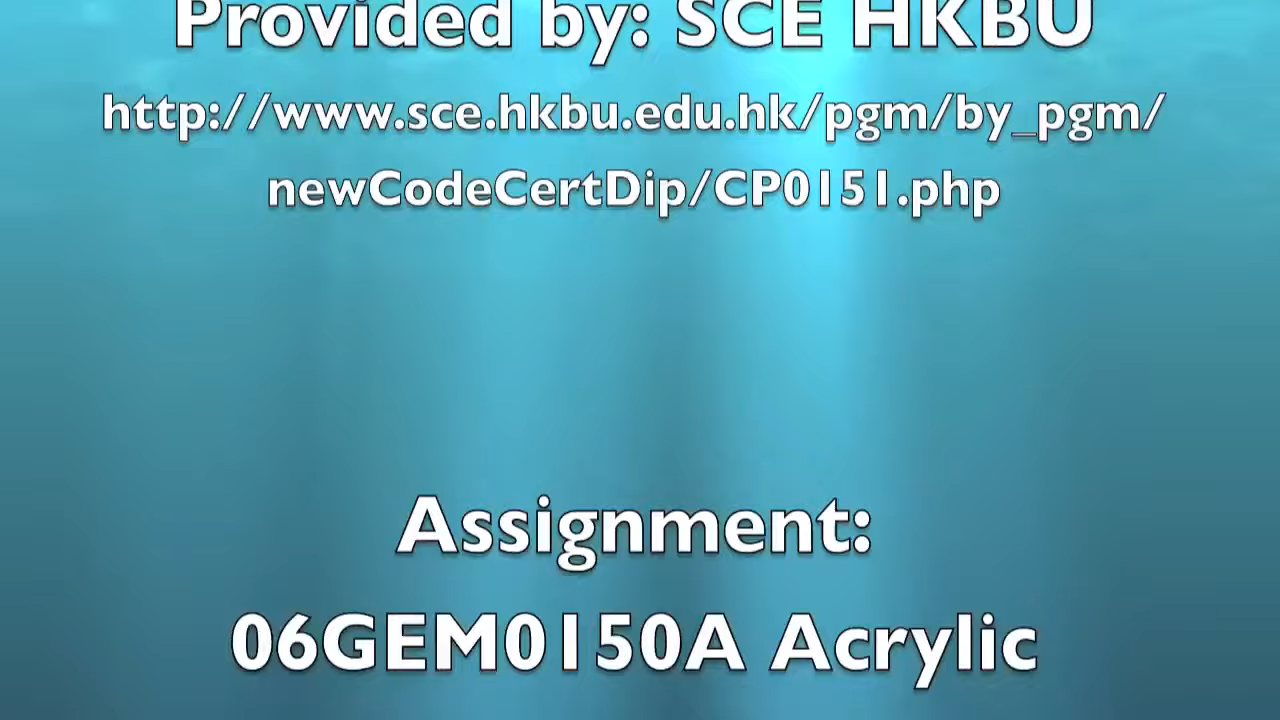 Provided by: SCE HKBU
http://www.sce.hkbu.edu.hk/pgm/by_pgm/
newCodeCertDip/CP0151.php
Assignment:
06GEM0150A Acrylic